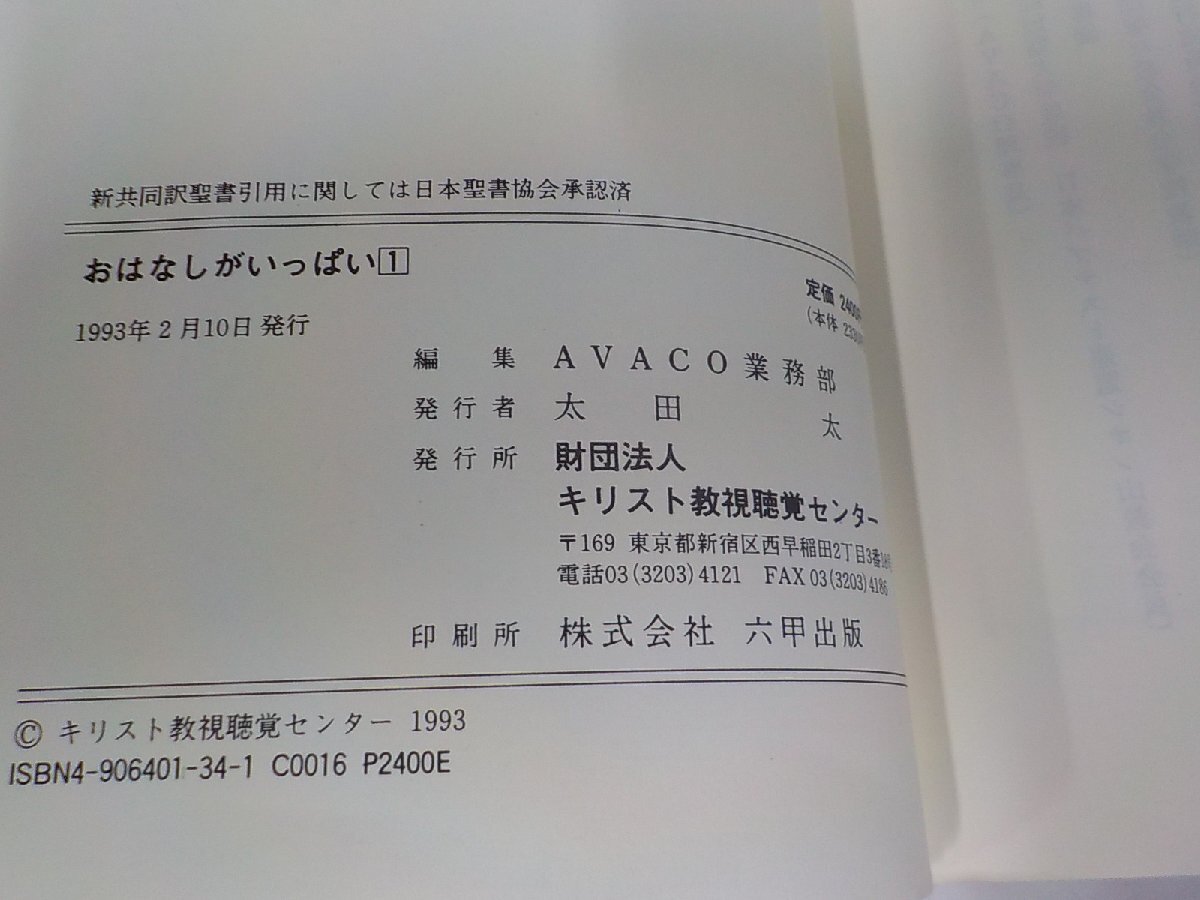 新共同訳聖書引用に関しては日本聖書協会承認済
おはなしがいっぱい1
1993年2月10日 発行
定価 2400
(本体
編集 AVACO業務部
発行者 太田 太
発行所 財団法人
キリスト教視聴覚センター
〒169 東京都新宿区西早稲田2丁目3番
電話03(3203)4121 FAX 03(3203)4186
印刷所 株式会社 六甲出版
© キリスト教視聴覚センター 1993
ISBN4-906401-34-1 C0016 P2400E